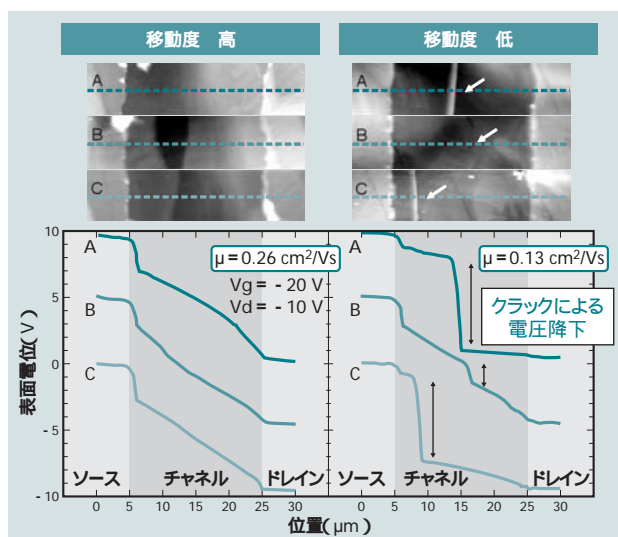 移動度　高
移動度　低
A
B
C
A
B
C
10
5
0
-5
-10
表面電位(V)
A
B
C
μ=0.26 cm²/Vs
Vg = - 20 V
Vd = - 10 V
ソース
チャネル
ドレイン
A
B
C
μ=0.13 cm²/Vs
クラックによる
電圧降下
ソース
チャネル
ドレイン
0 5 10 15 20 25 30
0 5 10 15 20 25 30
位置(μm)